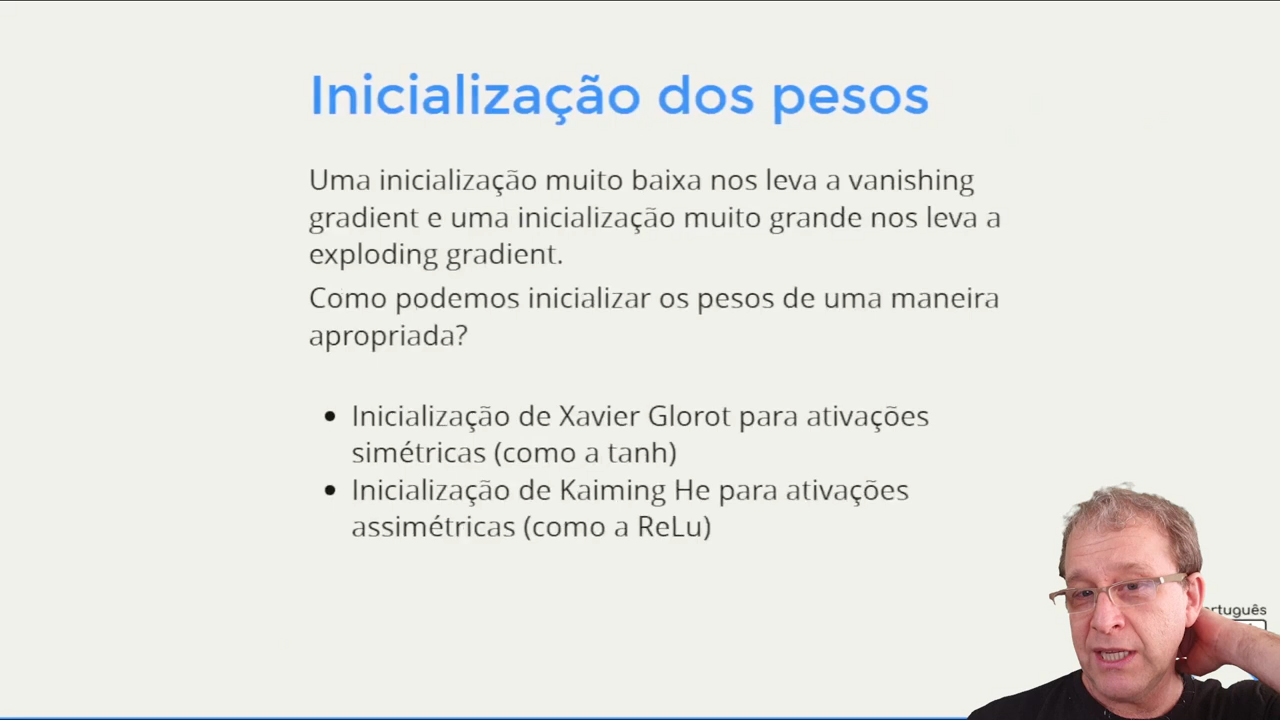 Inicialização dos pesos
Uma inicialização muito baixa nos leva a vanishing
gradient e uma inicialização muito grande nos leva a
exploding gradient.
Como podemos inicializar os pesos de uma maneira
apropriada?
Inicialização de Xavier Glorot para ativações
simétricas (como a tanh)
Inicialização de Kaiming He para ativações
assimétricas (como a ReLu)